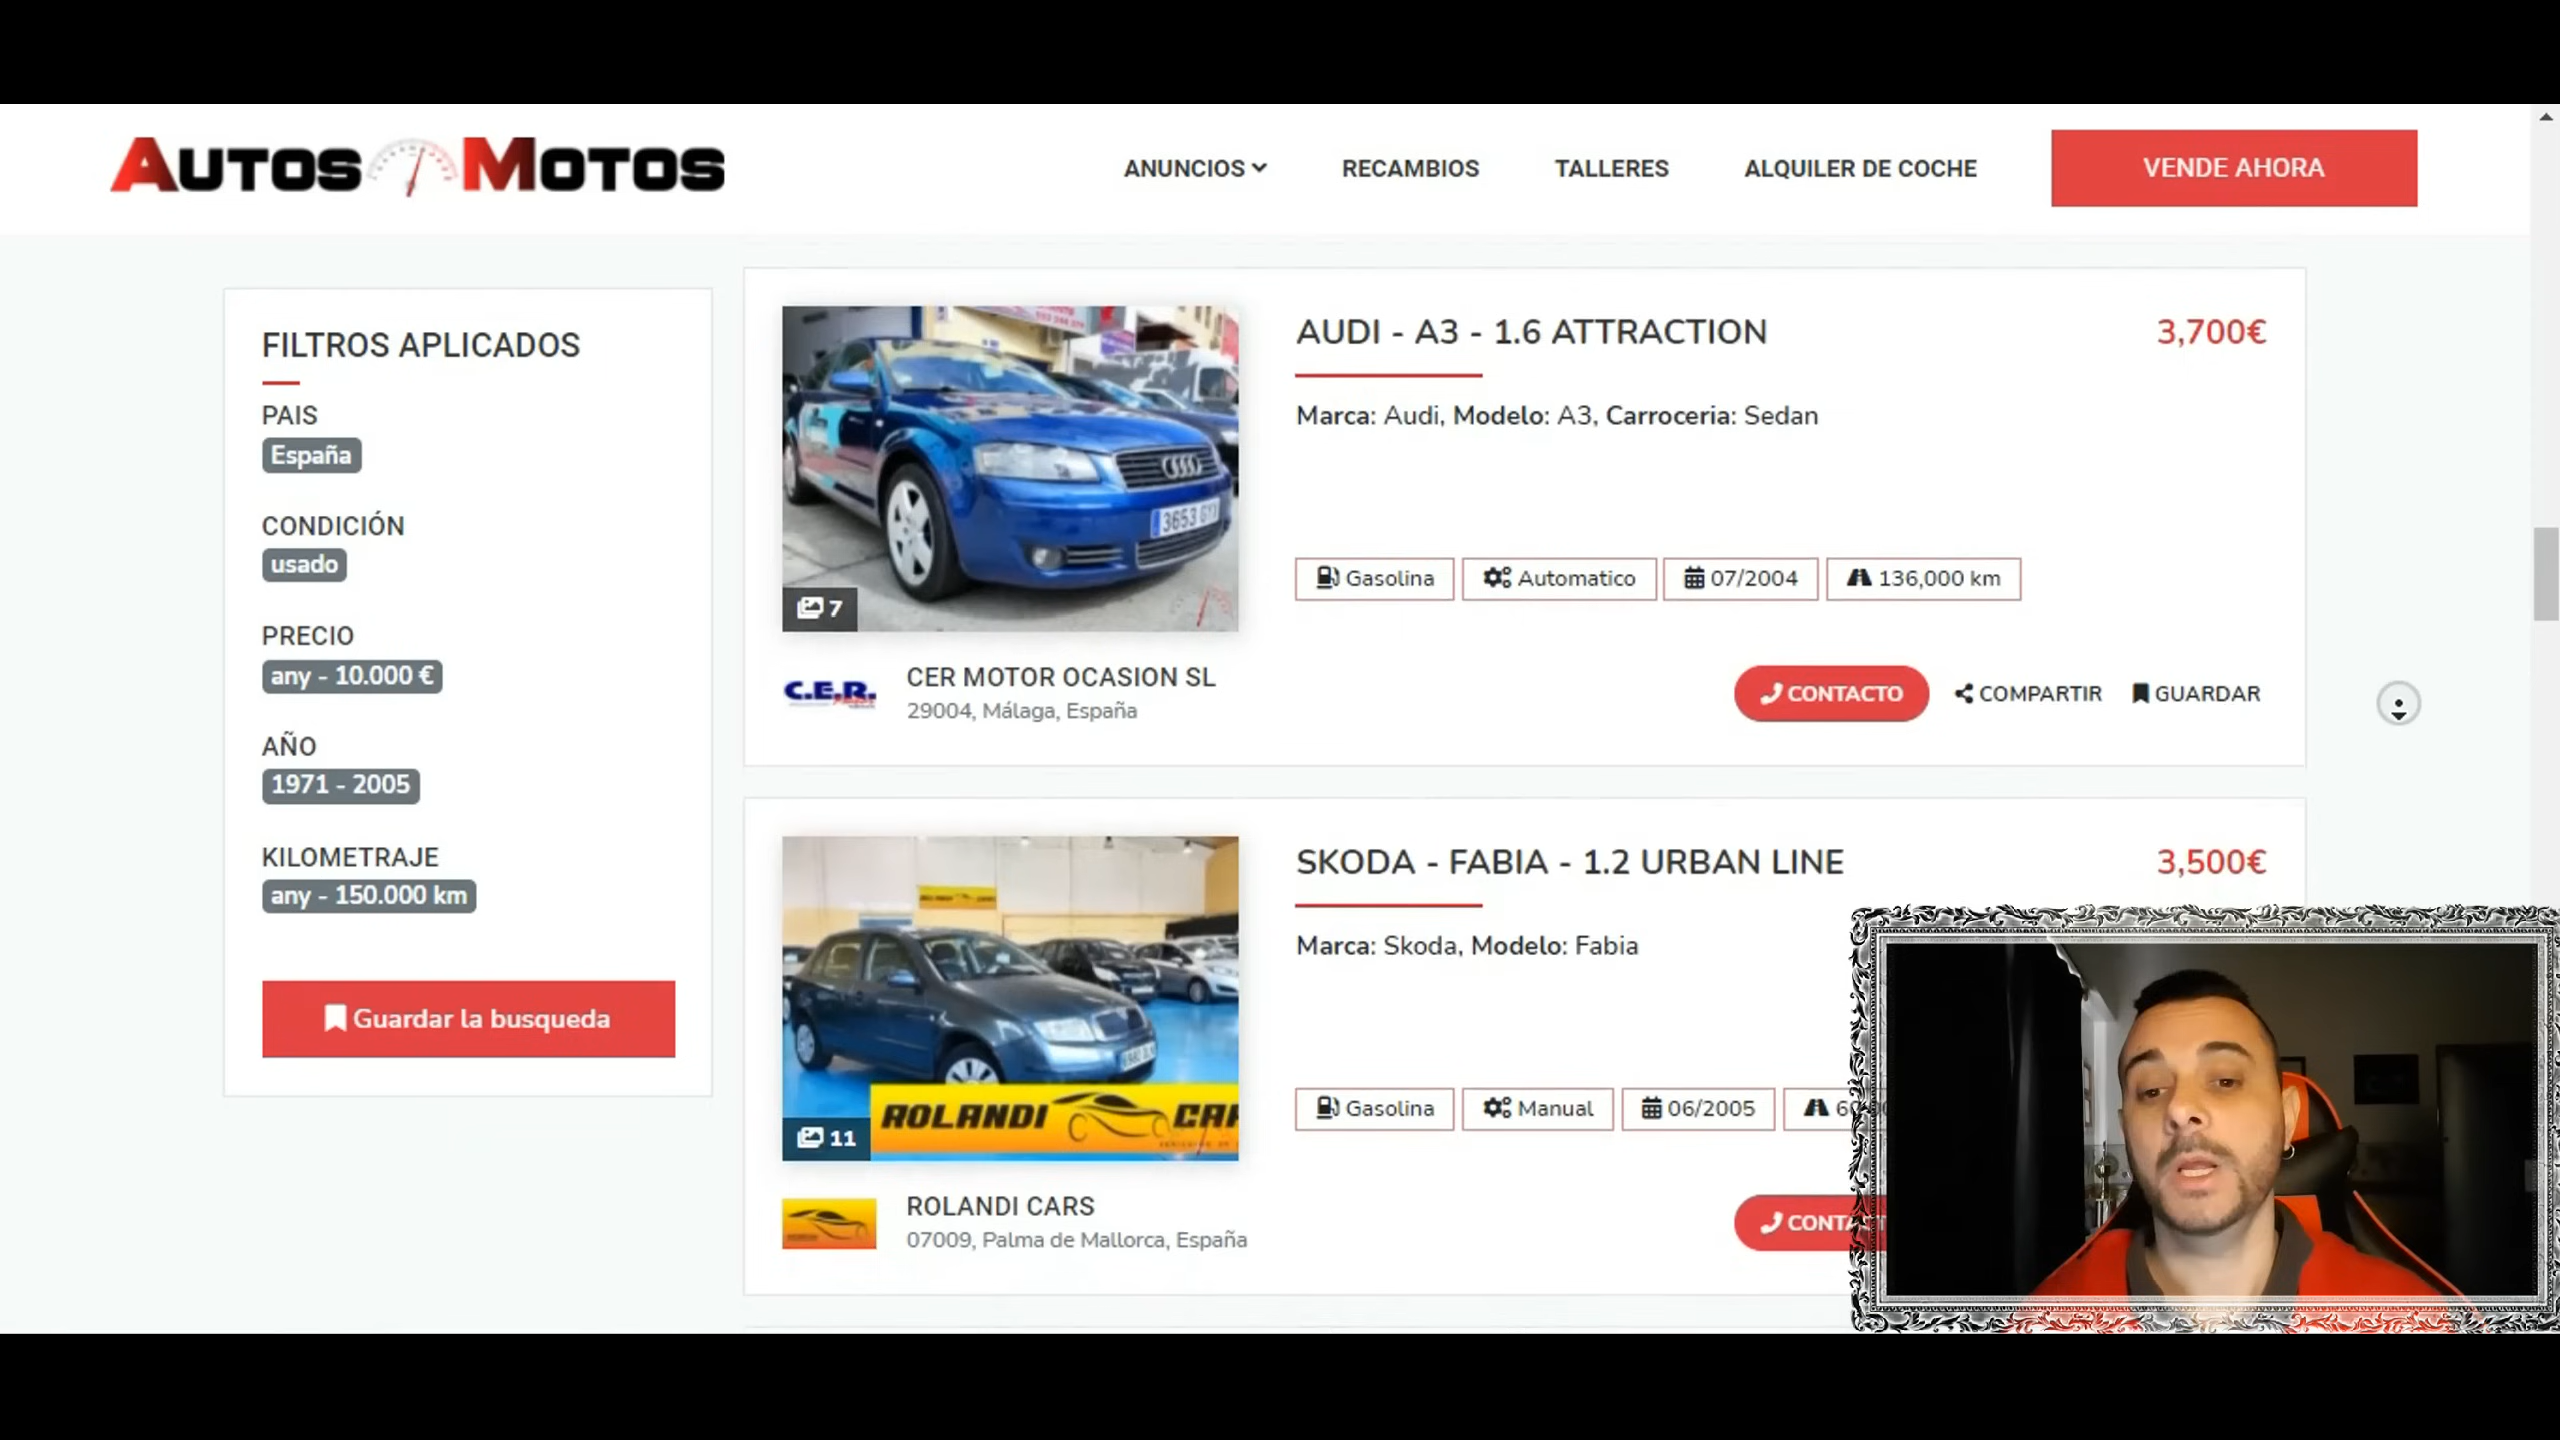 AUTOS MOTOS
ANUNCIOS
RECAMBIOS
TALLERES
ALQUILER DE COCHE
VENDE AHORA
FILTROS APLICADOS
PAIS
España
CONDICIÓN
usado
PRECIO
any - 10.000 €
AÑO
1971 - 2005
KILOMETRAJE
any - 150.000 km
Guardar la busqueda
AUDI - A3 - 1.6 ATTRACTION
3,700€
Marca: Audi, Modelo: A3, Carroceria: Sedan
3653
7
Gasolina
Automatico
07/2004
136,000 km
C.E.R.
CER MOTOR OCASION SL
29004, Málaga, España
CONTACTO
COMPARTIR
GUARDAR
SKODA - FABIA - 1.2 URBAN LINE
3,500€
Marca: Skoda, Modelo: Fabia
ROLANDI CAR
11
Gasolina
Manual
06/2005
ROLANDI CARS
07009, Palma de Mallorca, España